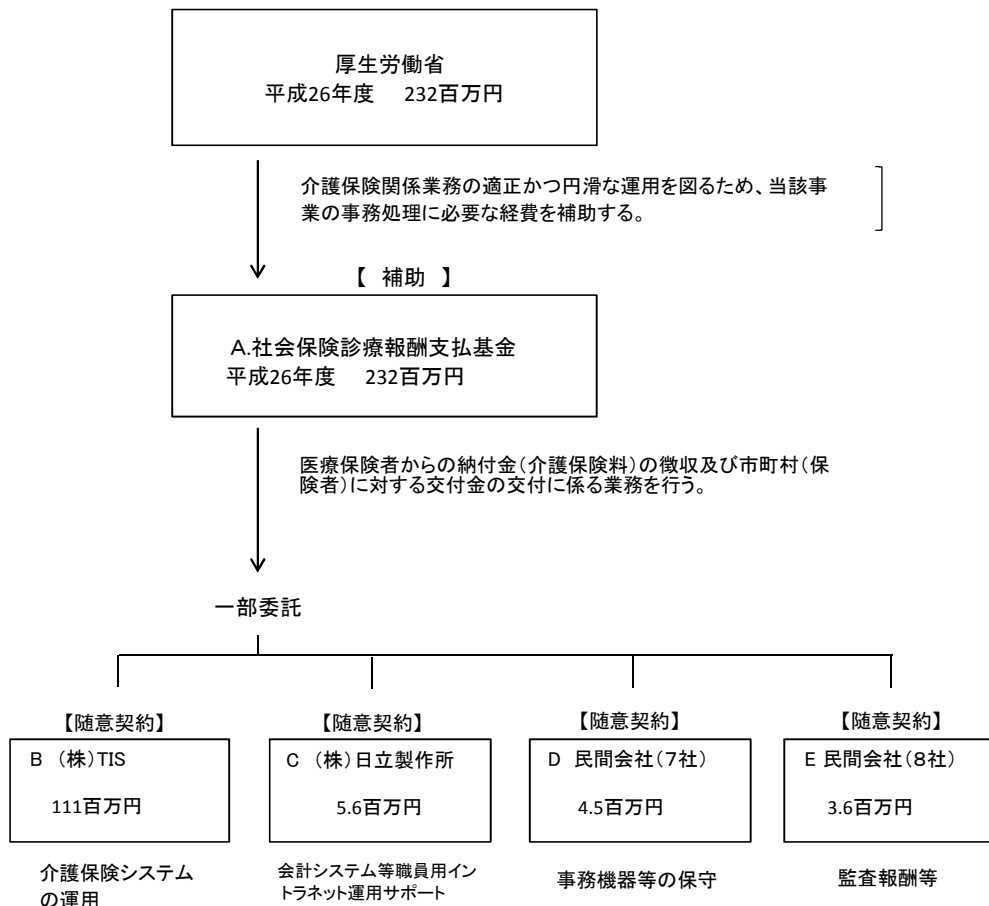 厚生労働省
平成26年度 232百万円
介護保険関係業務の適正かつ円滑な運用を図るため、当該事
業の事務処理に必要な経費を補助する。
【 補助 】
A.社会保険診療報酬支払基金
平成26年度 232百万円
医療保険者からの納付金(介護保険料)の徴収及び市町村(保
険者)に対する交付金の交付に係る業務を行う。
一部委託
【随意契約】
B (株)TIS
111百万円
介護保険システム
の運用
【随意契約】
C (株)日立製作所
5.6百万円
会計システム等職員用イン
トラネット運用サポート
【随意契約】
D 民間会社(7社)
4.5百万円
事務機器等の保守
【随意契約】
E 民間会社(8社)
3.6百万円
監査報酬等